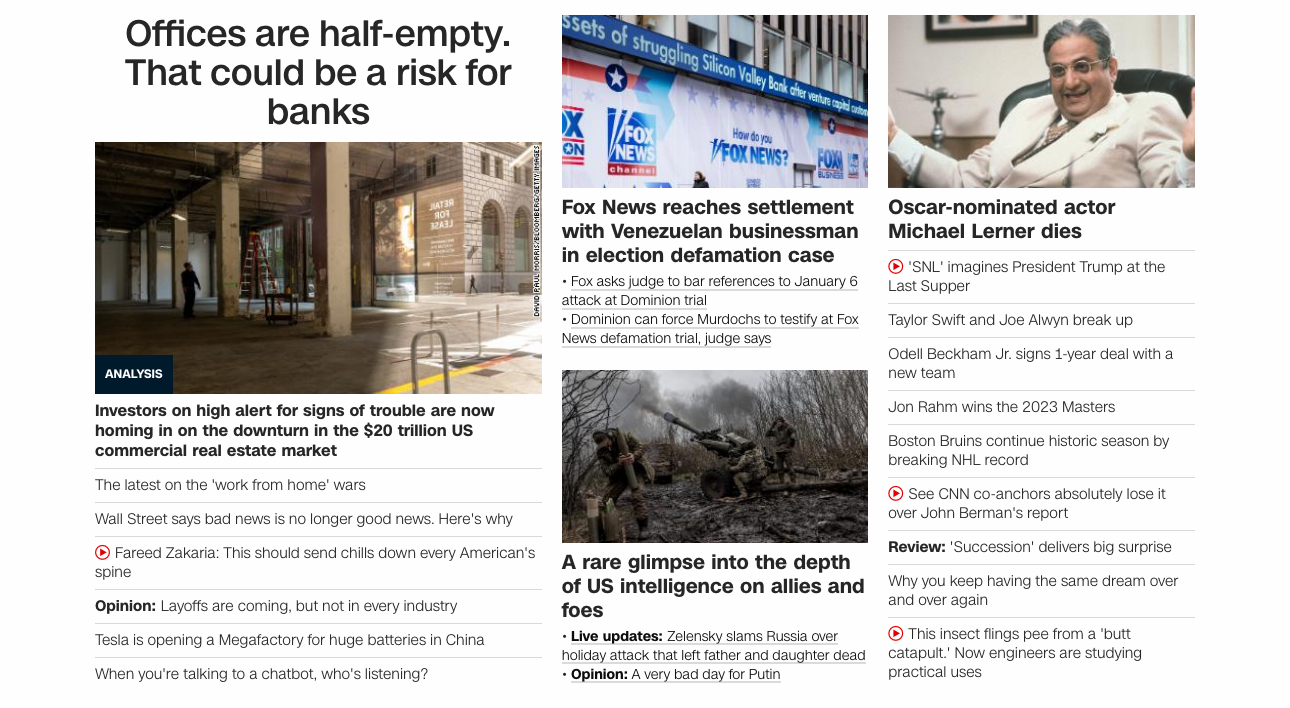 Offices are half-empty.
That could be a risk for
banks
RETAIL
FOR
LEASE
DAVID PAUL MORRIS/BLOOMBERG/GETTY IMAGES
ANALYSIS
Investors on high alert for signs of trouble are now
homing in on the downturn in the $20 trillion US
commercial real estate market
The latest on the 'work from home' wars
Wall Street says bad news is no longer good news. Here's why
Fareed Zakaria: This should send chills down every American's
spine
Opinion: Layoffs are coming, but not in every industry
Tesla is opening a Megafactory for huge batteries in China
When you're talking to a chatbot, who's listening?
ssets of struggling Silicon Valley Bank after venture capital custom
FOX
NEWS
channel
How do you
FOX NEWS?
FOX
BUSINESS
Fox News reaches settlement
with Venezuelan businessman
in election defamation case
• Fox asks judge to bar references to January 6
attack at Dominion trial
• Dominion can force Murdochs to testify at Fox
News defamation trial, judge says
A rare glimpse into the depth
of US intelligence on allies and
foes
• Live updates: Zelensky slams Russia over
holiday attack that left father and daughter dead
• Opinion: A very bad day for Putin
Oscar-nominated actor
Michael Lerner dies
'SNL' imagines President Trump at the
Last Supper
Taylor Swift and Joe Alwyn break up
Odell Beckham Jr. signs 1-year deal with a
new team
Jon Rahm wins the 2023 Masters
Boston Bruins continue historic season by
breaking NHL record
See CNN co-anchors absolutely lose it
over John Berman's report
Review: 'Succession' delivers big surprise
Why you keep having the same dream over
and over again
This insect flings pee from a 'butt
catapult.' Now engineers are studying
practical uses